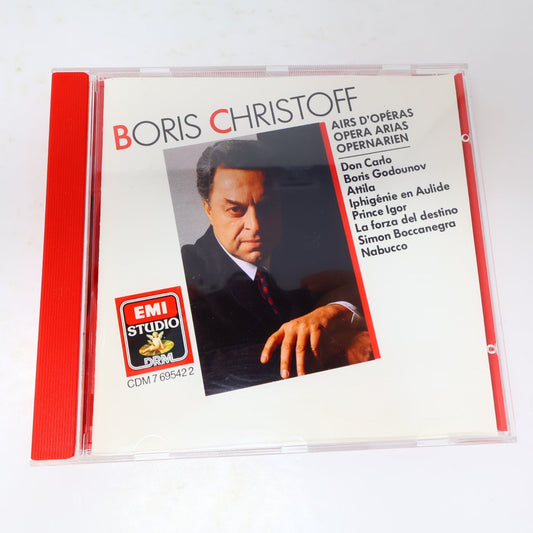 BORIS CHRISTOFF
AIRS D'OPÉRAS
OPERA ARIAS
OPERNARIEN
Don Carlo
Boris Godounov
Attila
Iphigénie en Aulide
Prince Igor
La forza del destino
Simon Boccanegra
Nabucco
EMI
STUDIO
DRM
CDM 7 69542 2